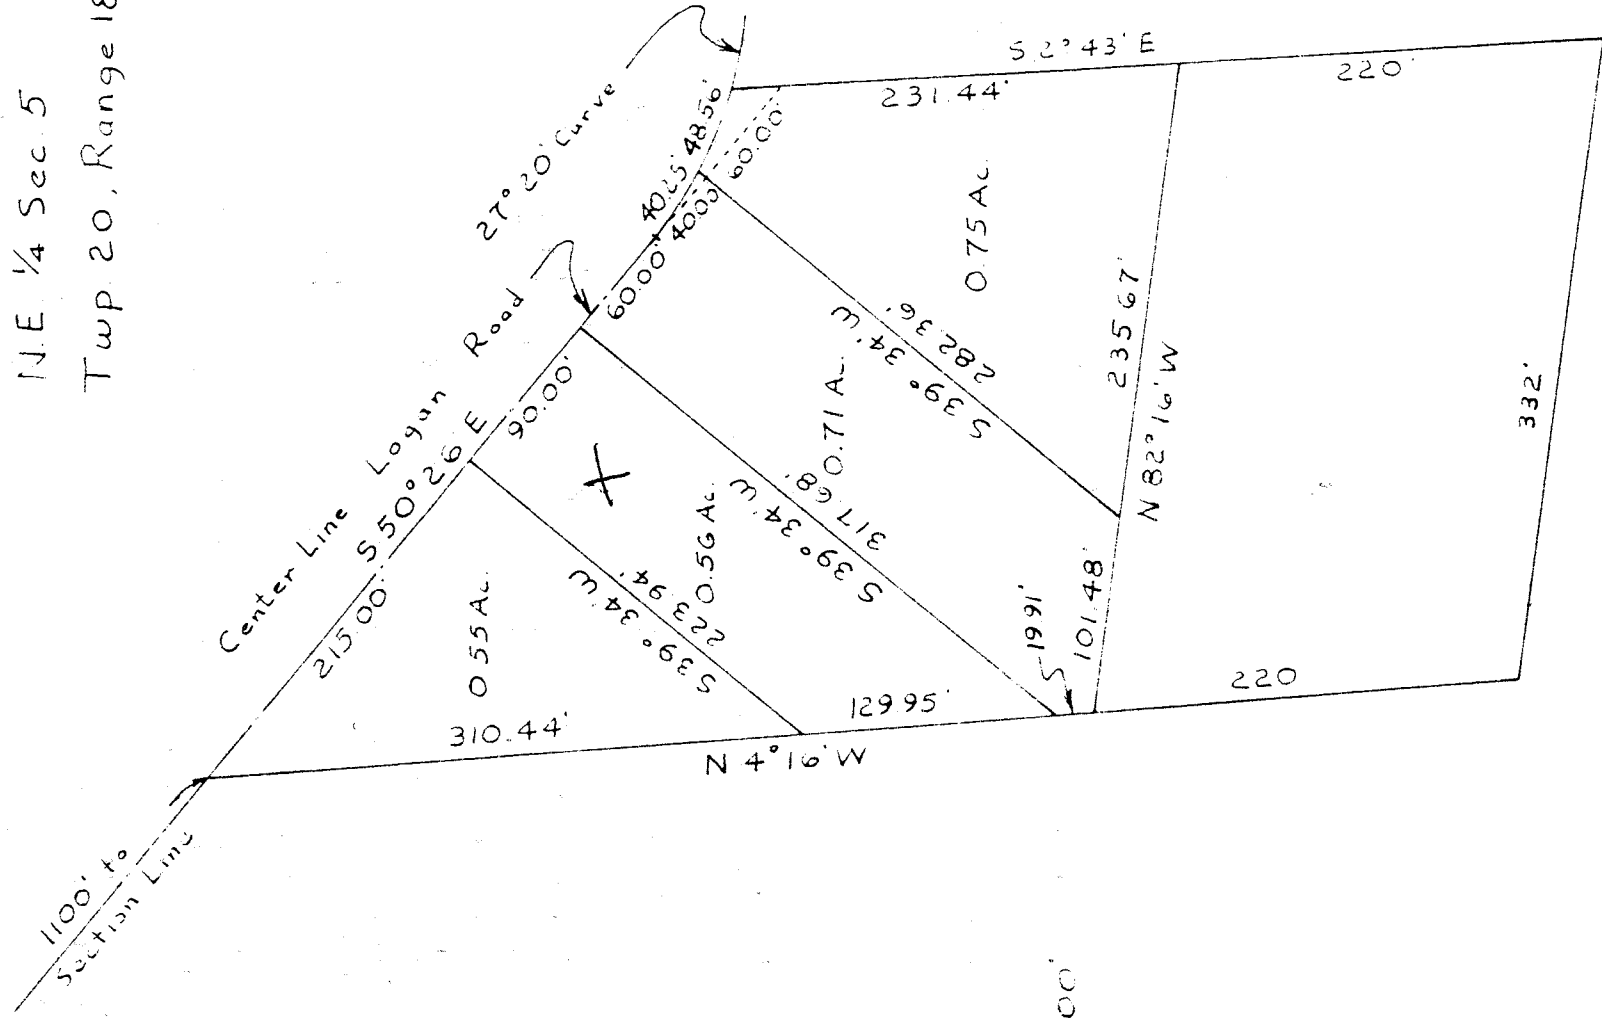 N.E. ¼ Sec. 5
Twp. 20, Range 18
27° 20' Curve
Center Line Logan Road
S 50° 26' E
215.00'
90.00'
60.00'
40.25'
48.56'
40.03'
60.00'
S 2° 43' E
231.44'
220'
0.75 Ac.
S 39° 34' W
282.36'
235.67'
N 82° 16' W
332'
0.71 Ac.
S 39° 34' W
317.68'
X
0.56 Ac.
S 39° 34' W
223.94'
0.55 Ac.
19.91'
101.48'
220
129.95'
310.44'
N 4° 16' W
1100' to
Section Line
00'